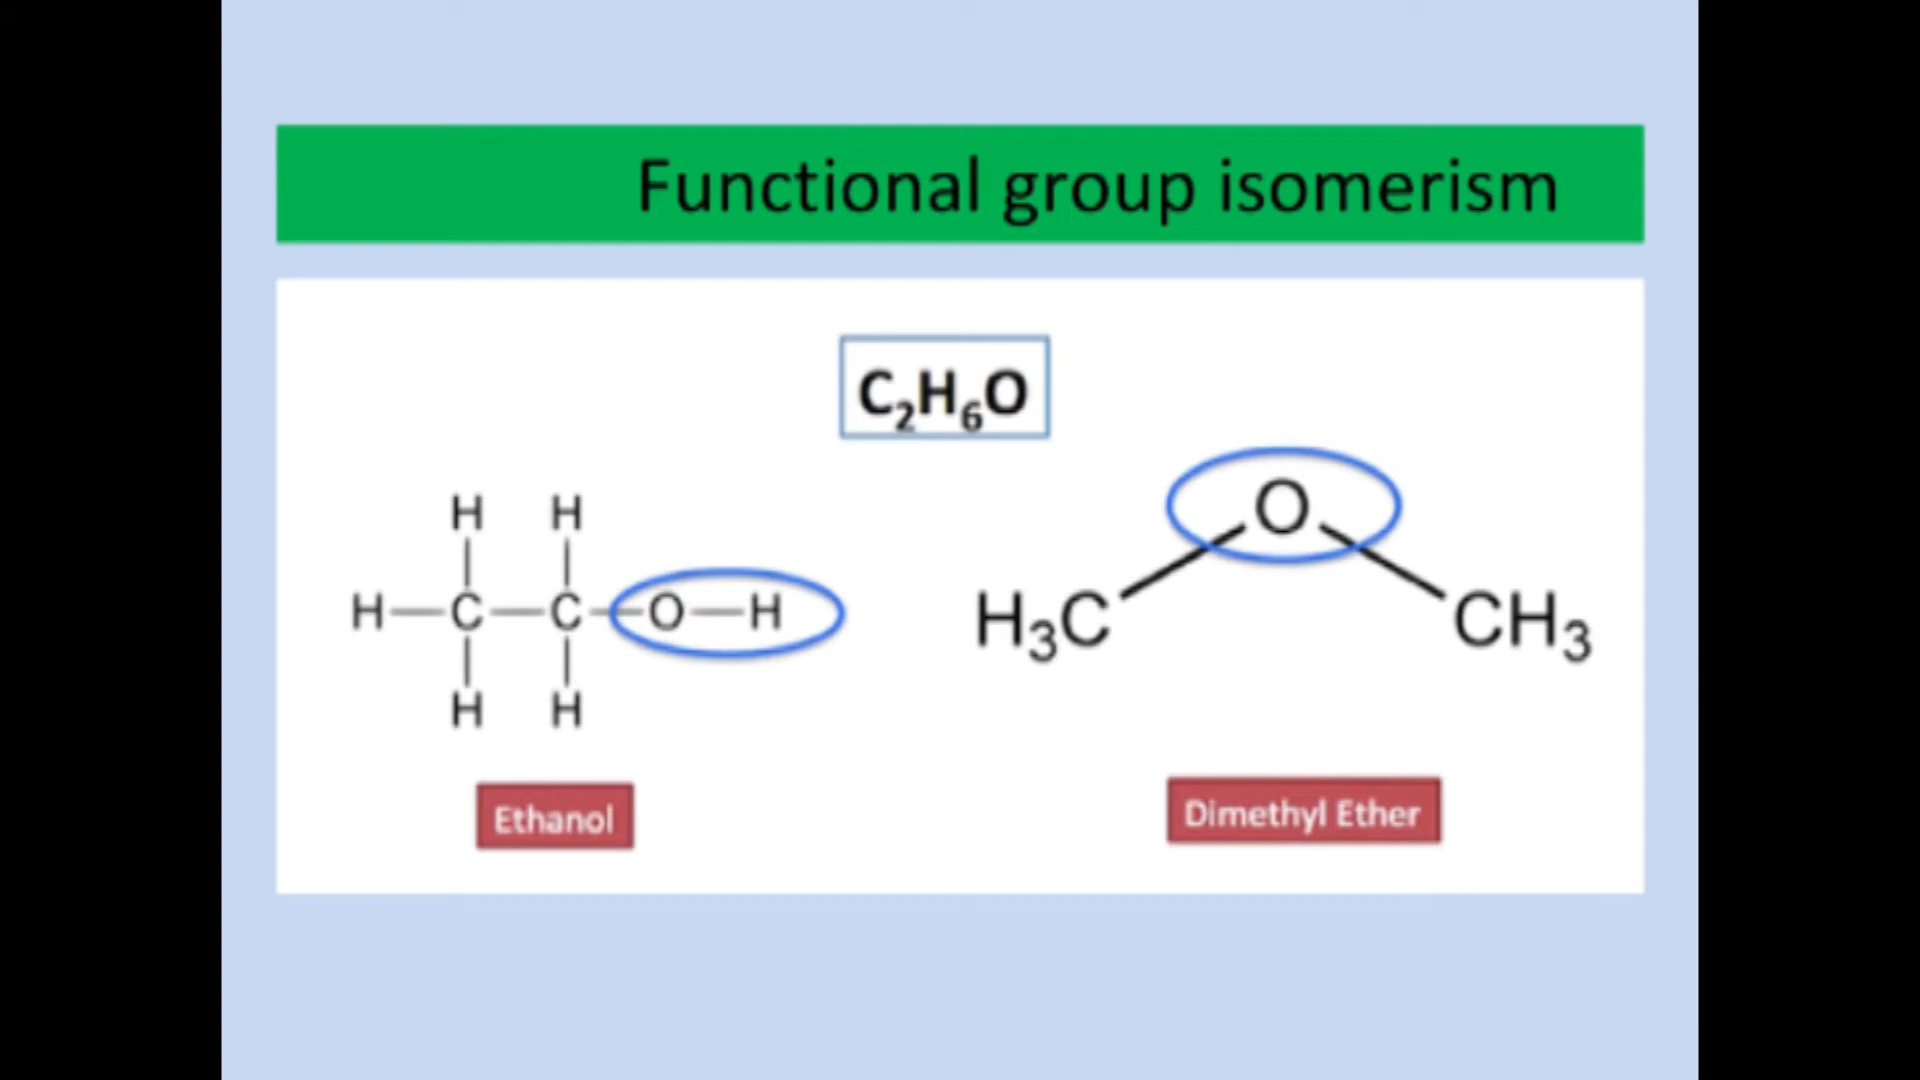 Functional group isomerism
C₂H₆O
H H
H—C—C—O—H
H H
O
H₃C CH₃
Ethanol
Dimethyl Ether